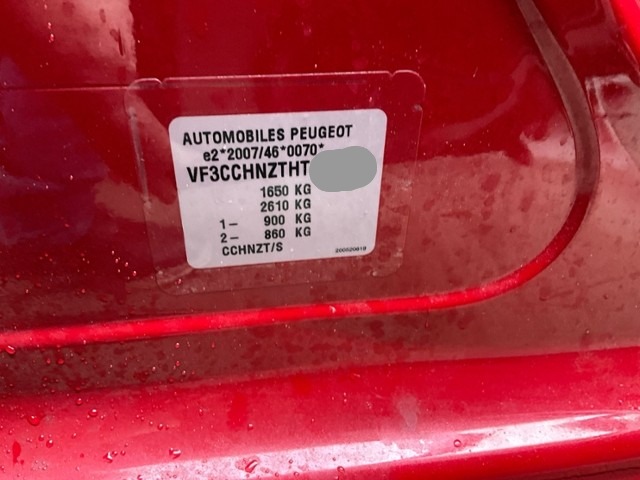 AUTOMOBILES PEUGEOT
e2*2007/46*0070*
VF3CCHNZTHT
1650 KG
2610 KG
1– 900 KG
2– 860 KG
CCHNZT/S